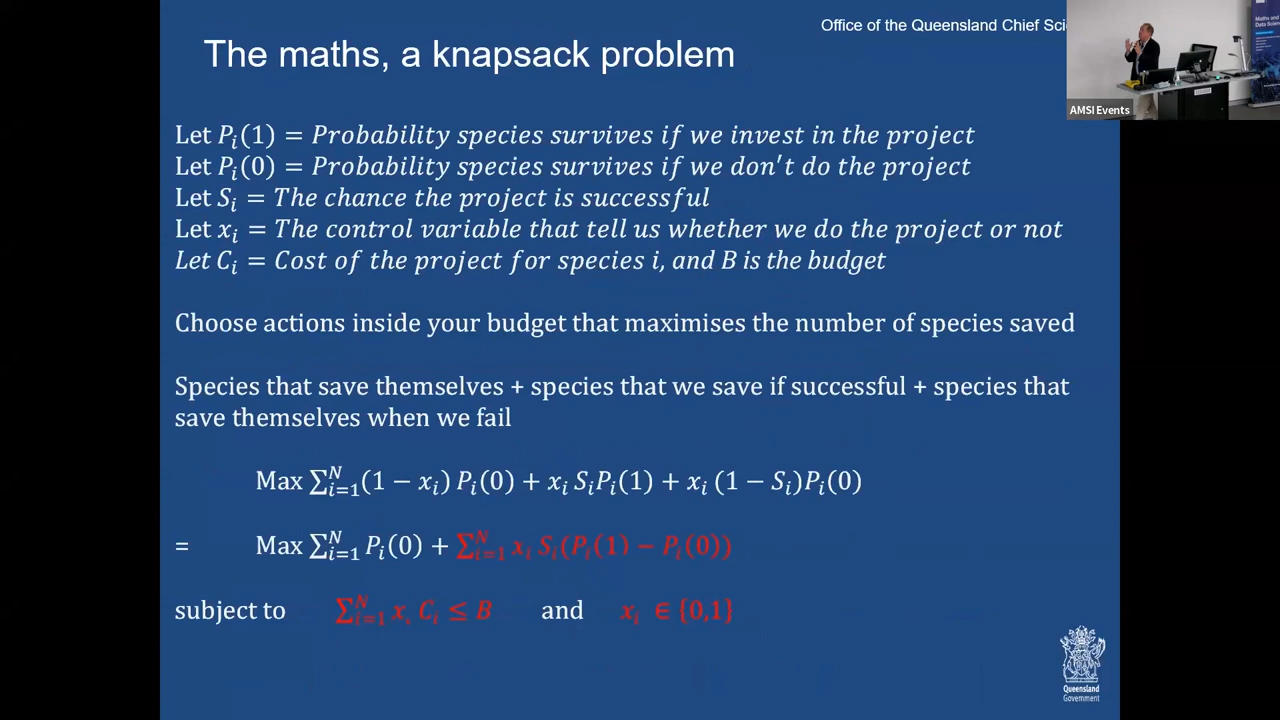 Office of the Queensland Chief Sci
The maths, a knapsack problem
Maths and
Data Scien
AMSI Events
Let Pᵢ(1) = Probability species survives if we invest in the project
Let Pᵢ(0) = Probability species survives if we don't do the project
Let Sᵢ = The chance the project is successful
Let xᵢ = The control variable that tell us whether we do the project or not
Let Cᵢ = Cost of the project for species i, and B is the budget
Choose actions inside your budget that maximises the number of species saved
Species that save themselves + species that we save if successful + species that
save themselves when we fail
Max ∑ᵢ₌₁ᴺ(1 − xᵢ) Pᵢ(0) + xᵢ SᵢPᵢ(1) + xᵢ (1 − Sᵢ)Pᵢ(0)
= Max ∑ᵢ₌₁ᴺ Pᵢ(0) + ∑ᵢ₌₁ᴺ xᵢ Sᵢ(Pᵢ(1) − Pᵢ(0))
subject to ∑ᵢ₌₁ᴺ xᵢ Cᵢ ≤ B and xᵢ ∈ {0,1}
Queensland
Government